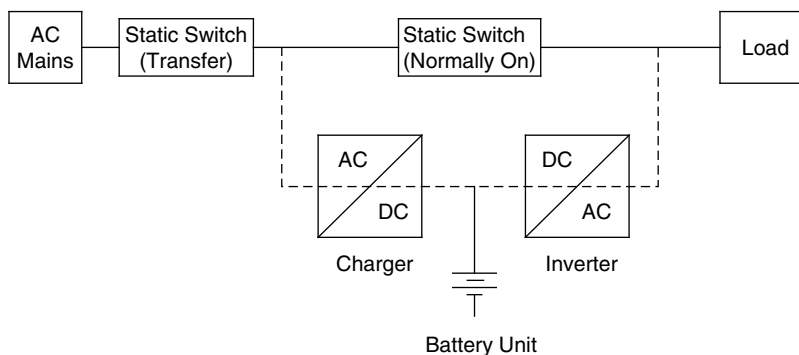 AC
Mains
Static Switch
(Transfer)
Static Switch
(Normally On)
Load
AC
DC
DC
AC
Charger
Inverter
Battery Unit